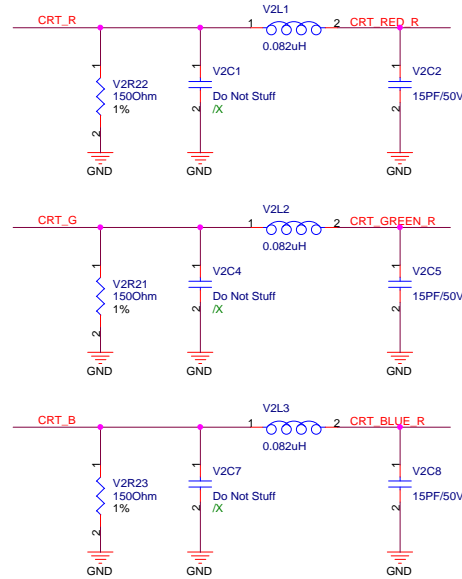 V2L1
CRT_R
1
2
CRT_RED_R
0.082uH
1
V2R22
150Ohm
1%
2
GND
1
V2C1
Do Not Stuff
/X
2
GND
1
V2C2
15PF/50V
2
GND
V2L2
CRT_G
1
2
CRT_GREEN_R
0.082uH
1
V2R21
150Ohm
1%
2
GND
1
V2C4
Do Not Stuff
/X
2
GND
1
V2C5
15PF/50V
2
GND
V2L3
CRT_B
1
2
CRT_BLUE_R
0.082uH
1
V2R23
150Ohm
1%
2
GND
1
V2C7
Do Not Stuff
/X
2
GND
1
V2C8
15PF/50V
2
GND